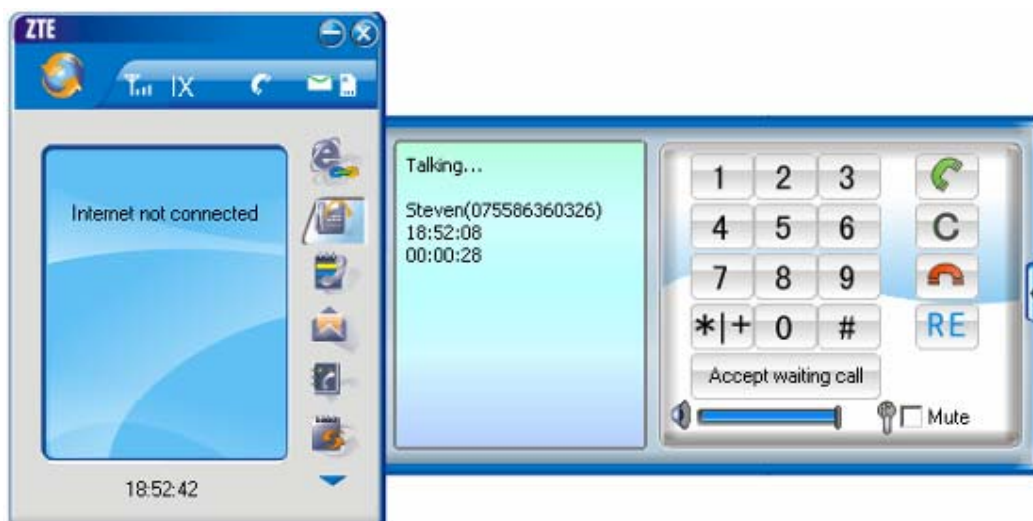 ZTE
1X
Internet not connected
18:52:42
Talking...
Steven(075586360326)
18:52:08
00:00:28
1 2 3
4 5 6 C
7 8 9
*|+ 0 # RE
Accept waiting call
Mute